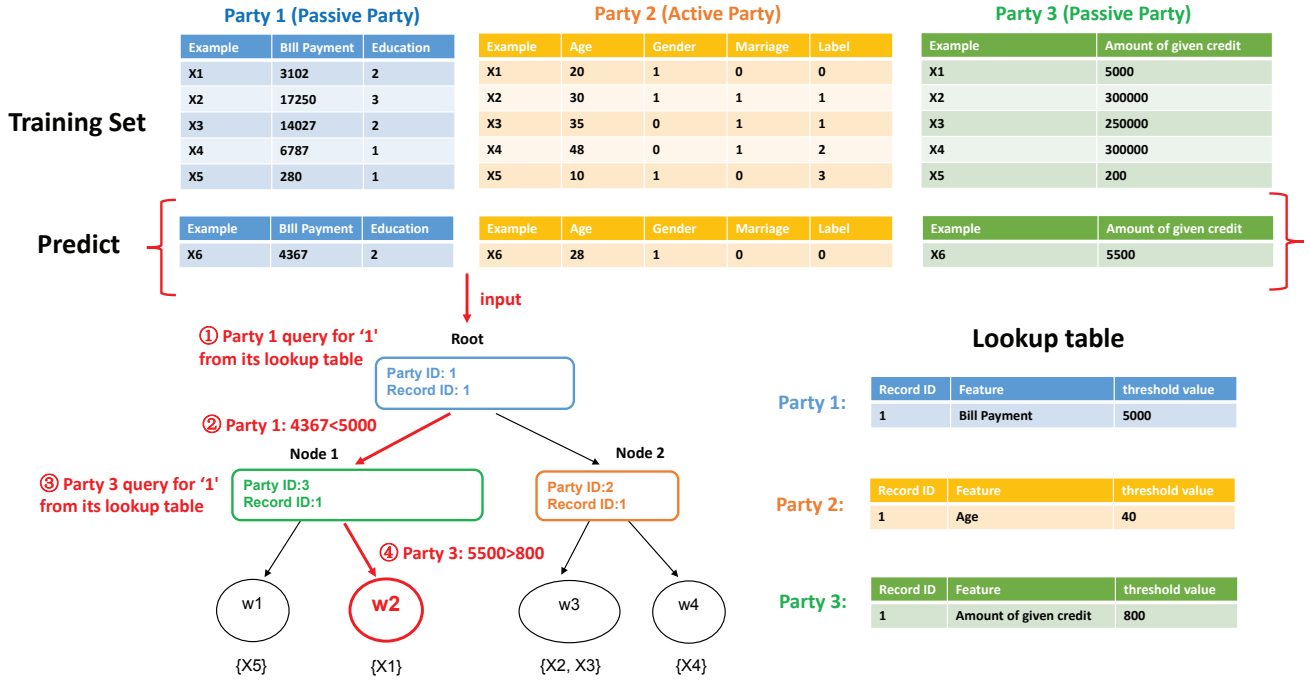 Party 1 (Passive Party)
Party 2 (Active Party)
Party 3 (Passive Party)
Training Set
Example BIll Payment Education
X1 3102 2
X2 17250 3
X3 14027 2
X4 6787 1
X5 280 1
Example Age Gender Marriage Label
X1 20 1 0 0
X2 30 1 1 1
X3 35 0 1 1
X4 48 0 1 2
X5 10 1 0 3
Example Amount of given credit
X1 5000
X2 300000
X3 250000
X4 300000
X5 200
Predict
Example BIll Payment Education
X6 4367 2
Example Age Gender Marriage Label
X6 28 1 0 0
Example Amount of given credit
X6 5500
input
① Party 1 query for ‘1'
from its lookup table
Root
Party ID: 1
Record ID: 1
② Party 1: 4367<5000
Node 1
Node 2
③ Party 3 query for ‘1'
from its lookup table
Party ID:3
Record ID:1
Party ID:2
Record ID:1
④ Party 3: 5500>800
w1
w2
w3
w4
{X5}
{X1}
{X2, X3}
{X4}
Lookup table
Party 1:
Record ID Feature threshold value
1 Bill Payment 5000
Party 2:
Record ID Feature threshold value
1 Age 40
Party 3:
Record ID Feature threshold value
1 Amount of given credit 800